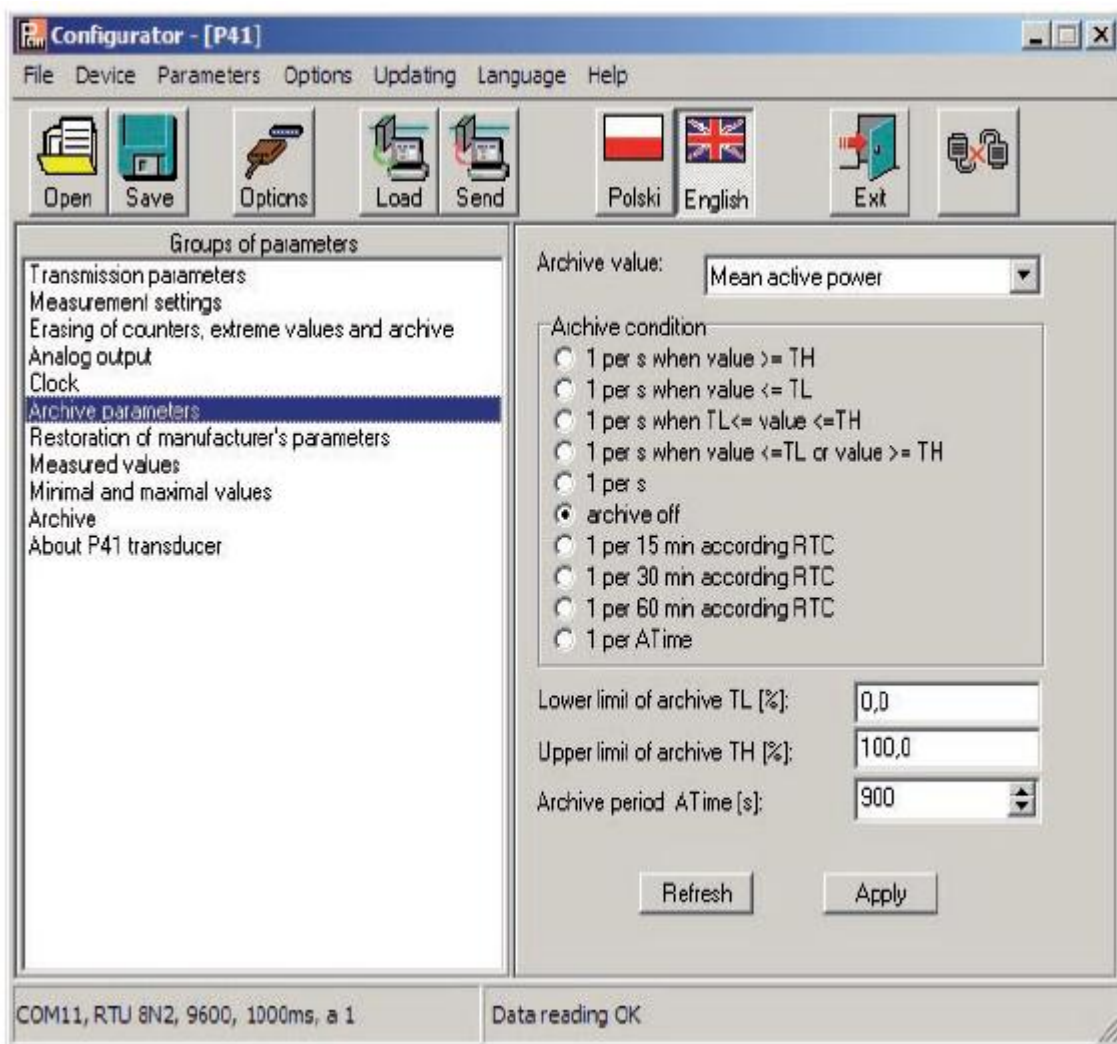 Configurator - [P41]
File Device Parameters Options Updating Language Help
Open Save Options Load Send Polski English Ext
Groups of parameters
Transmission parameters
Measurement settings
Erasing of counters, extreme values and archive
Analog output
Clock
Archive parameters
Restoration of manufacturer's parameters
Measured values
Minimal and maximal values
Archive
About P41 transducer
Archive value: Mean active power
Archive condition
1 per s when value >= TH
1 per s when value <= TL
1 per s when TL<= value <=TH
1 per s when value <=TL or value >= TH
1 per s
archive off
1 per 15 min according RTC
1 per 30 min according RTC
1 per 60 min according RTC
1 per ATime
Lower limit of archive TL [%]: 0,0
Upper limit of archive TH [%]: 100,0
Archive period ATime [s]: 900
Refresh Apply
COM11, RTU 8N2, 9600, 1000ms, a 1 Data reading OK